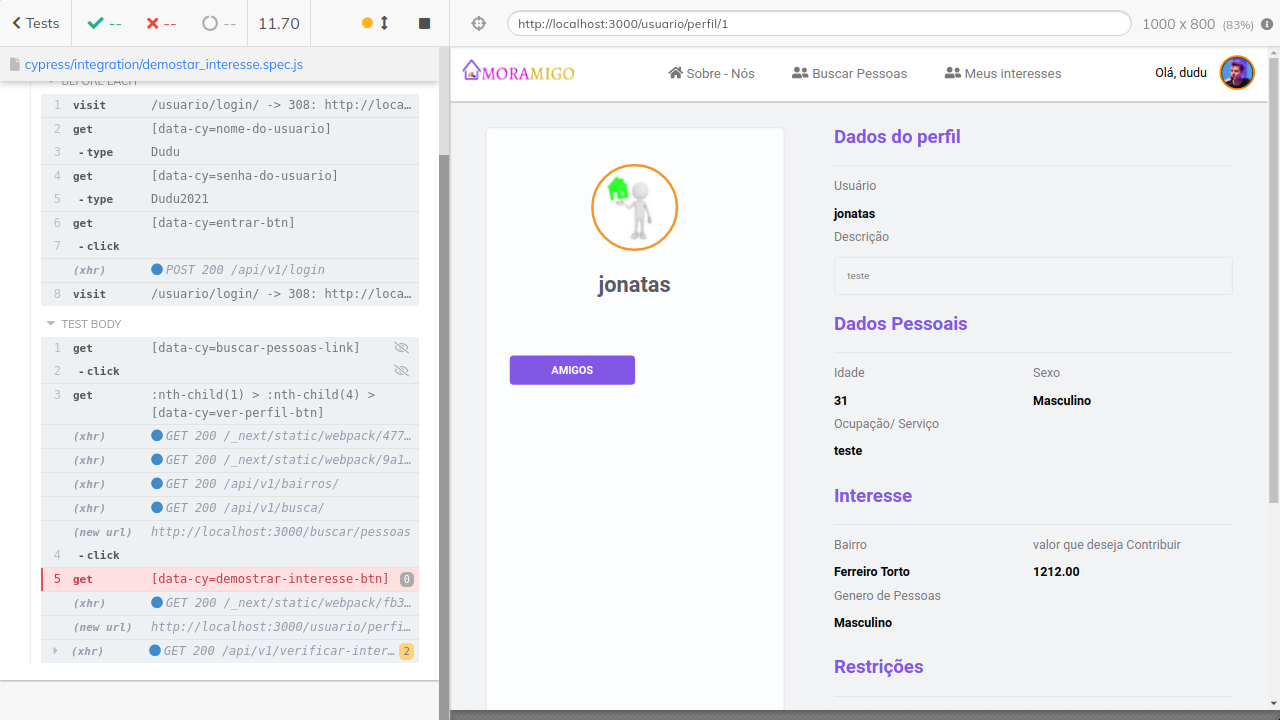 Tests
--
--
--
11.70
http://localhost:3000/usuario/perfil/1
1000 x 800 (83%)
cypress/integration/demostar_interesse.spec.js
BEFORE EACH
1 visit /usuario/login/ -> 308: http://loca…
2 get [data-cy=nome-do-usuario]
3 - type Dudu
4 get [data-cy=senha-do-usuario]
5 - type Dudu2021
6 get [data-cy=entrar-btn]
7 - click
(xhr) POST 200 /api/v1/login
8 visit /usuario/login/ -> 308: http://loca…
TEST BODY
1 get [data-cy=buscar-pessoas-link]
2 - click
3 get :nth-child(1) > :nth-child(4) >
[data-cy=ver-perfil-btn]
(xhr) GET 200 /_next/static/webpack/477…
(xhr) GET 200 /_next/static/webpack/9a1…
(xhr) GET 200 /api/v1/bairros/
(xhr) GET 200 /api/v1/busca/
(new url) http://localhost:3000/buscar/pessoas
4 - click
5 get [data-cy=demostrar-interesse-btn] 0
(xhr) GET 200 /_next/static/webpack/fb3…
(new url) http://localhost:3000/usuario/perfi…
(xhr) GET 200 /api/v1/verificar-inter… 2
MORAMIGO
Sobre - Nós
Buscar Pessoas
Meus interesses
Olá, dudu
jonatas
AMIGOS
Dados do perfil
Usuário
jonatas
Descrição
teste
Dados Pessoais
Idade Sexo
31 Masculino
Ocupação/ Serviço
teste
Interesse
Bairro valor que deseja Contribuir
Ferreiro Torto 1212.00
Genero de Pessoas
Masculino
Restrições